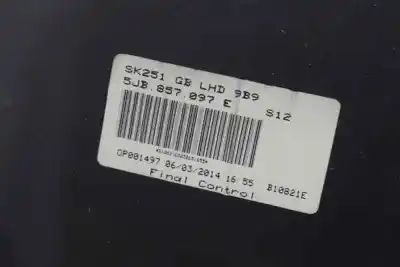 SK251 GB LHD 9B9
5JB.857.097 E S12
OP001497 06/03/2014 16 55 B10821E
Final Control